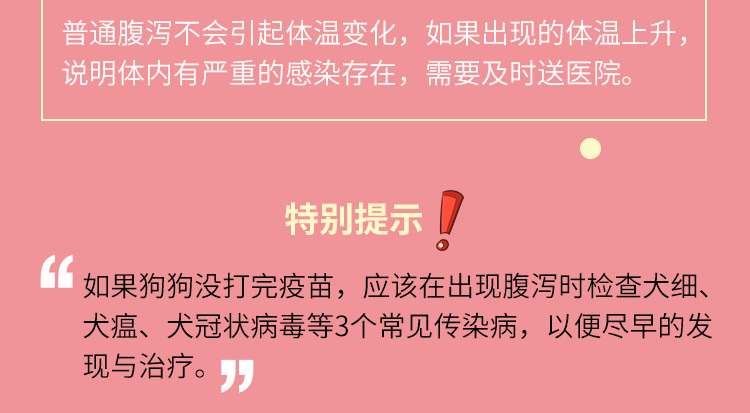 普通腹泻不会引起体温变化，如果出现的体温上升，
说明体内有严重的感染存在，需要及时送医院。
特别提示
“如果狗狗没打完疫苗，应该在出现腹泻时检查犬细、
犬瘟、犬冠状病毒等3个常见传染病，以便尽早的发
现与治疗。”